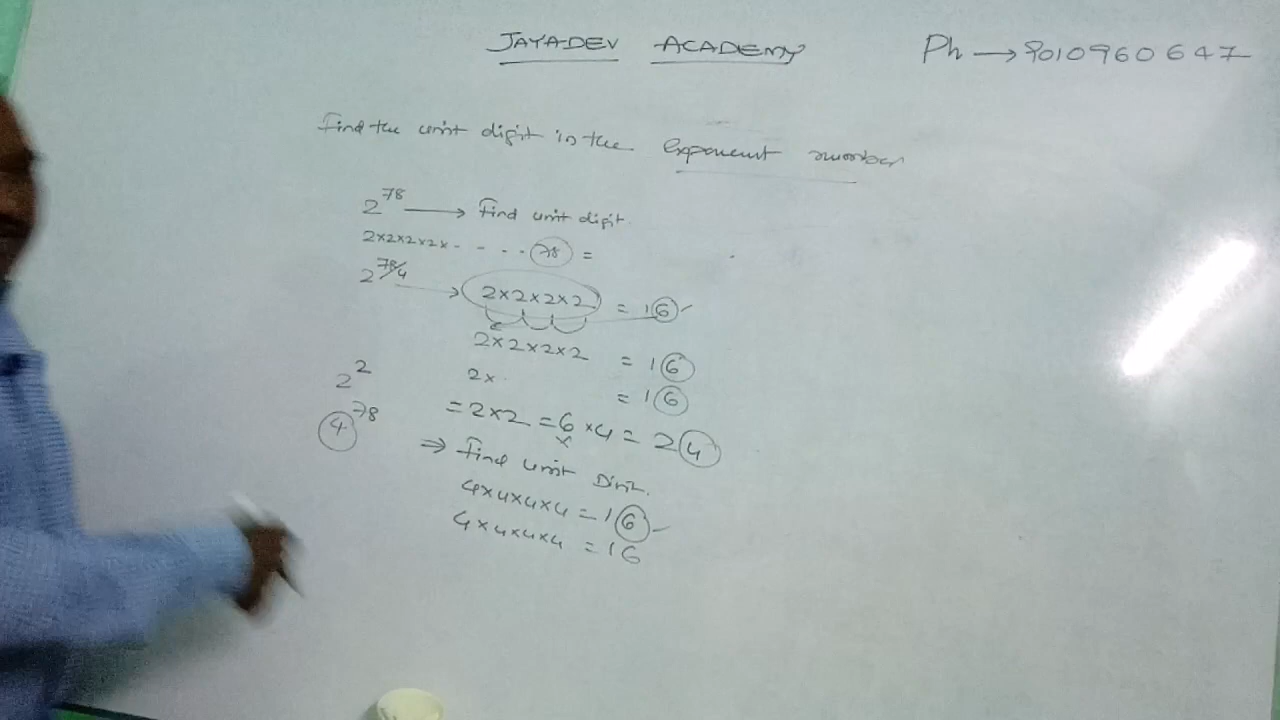 JAYADEV ACADEMY
Ph → 9010960647
Find the unit digit in the exponent number
2^78 → Find unit digit.
2×2×2×2×- - - . . 78 =
2^78/4 → 2×2×2×2 = 16
2×2×2×2 = 16
2× = 16
2^2
= 2×2 = 6 ×4 = 24
×
4^78 ⇒ Find unit Dirit.
4×4×4×4 = 16
4×4×4×4 = 16